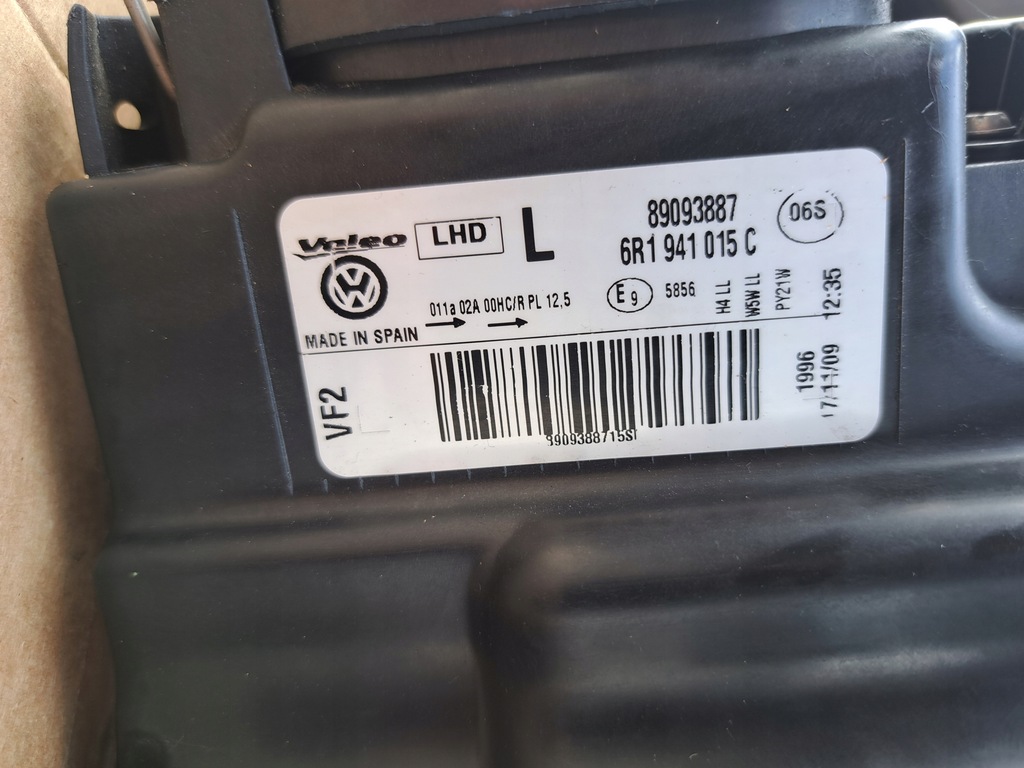 Valeo
LHD
L
89093887
6R1 941 015 C
06S
011a 02A 00HC/R PL 12,5
E9
5856
H4 LL
W5W LL
PY21W
12:35
MADE IN SPAIN
VF2
1996
17/11/09